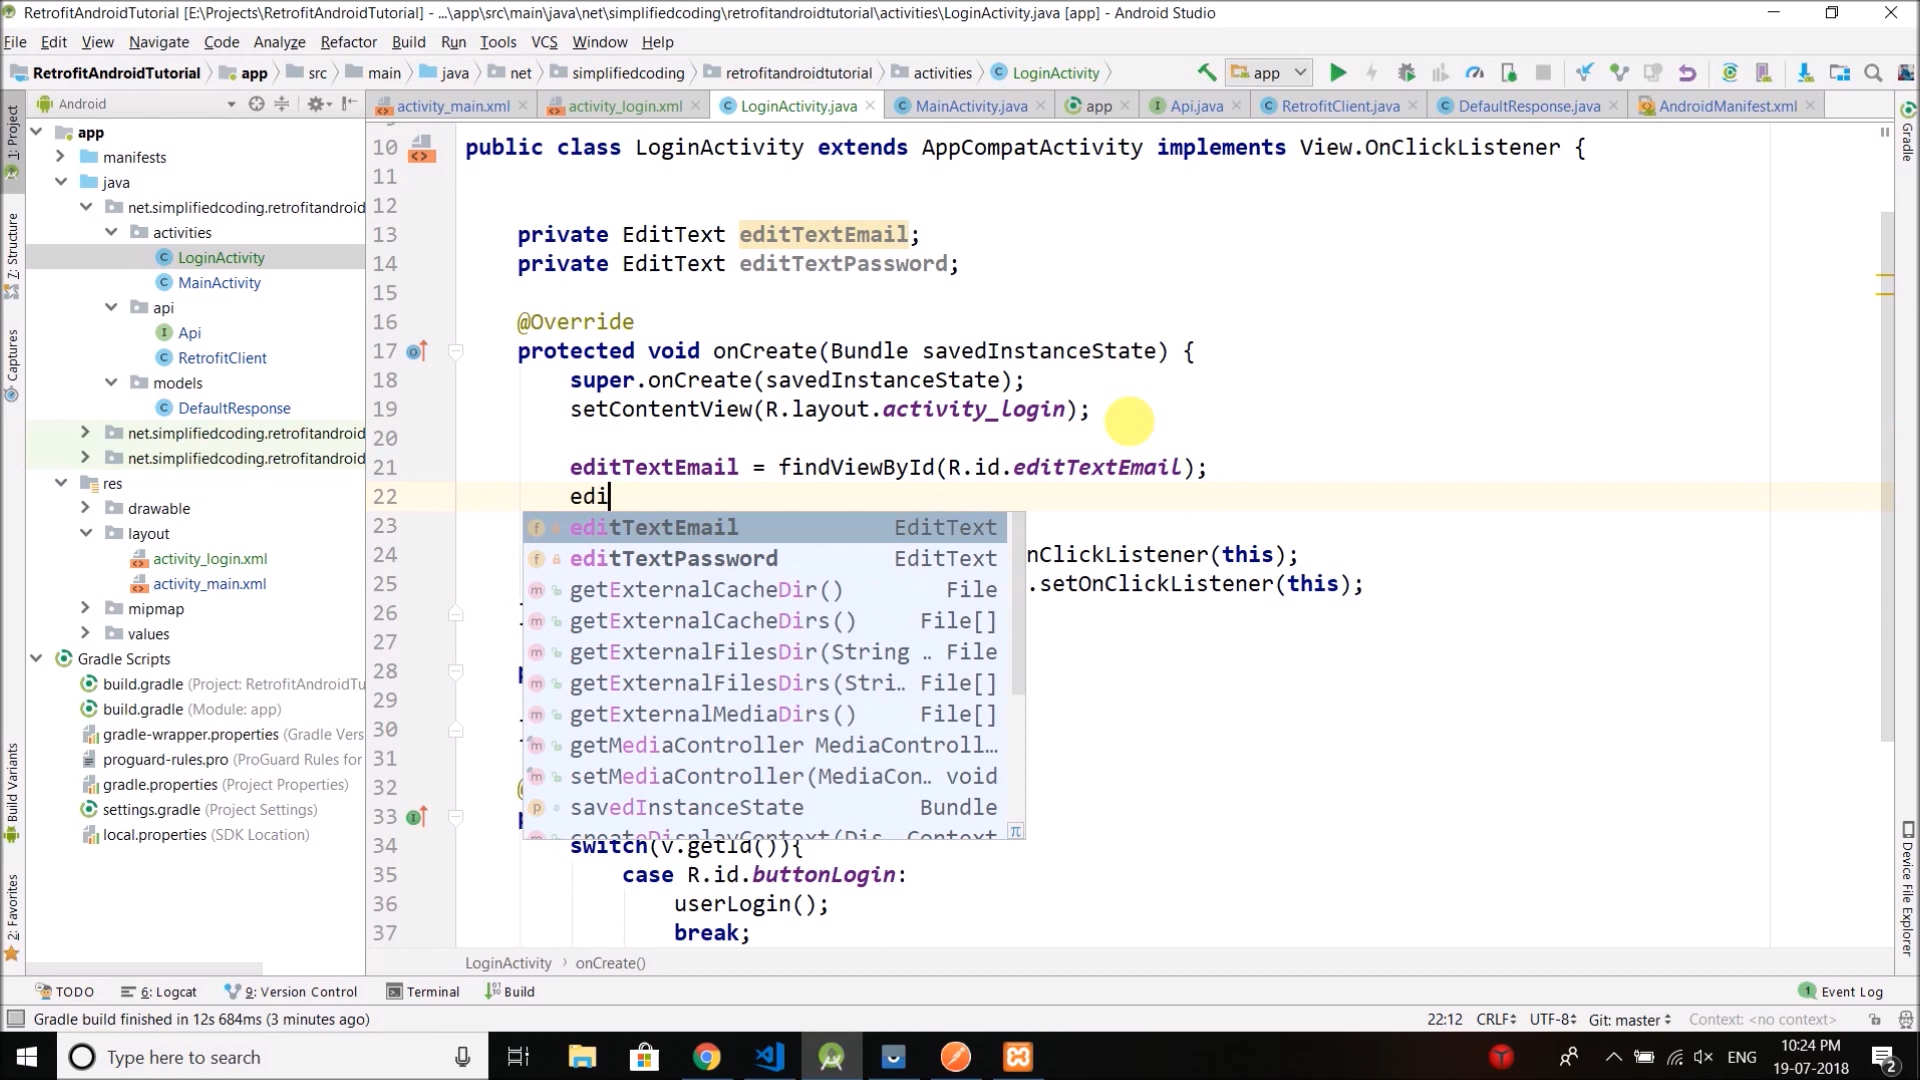 RetrofitAndroidTutorial [E:\Projects\RetrofitAndroidTutorial] - ...\app\src\main\java\net\simplifiedcoding\retrofitandroidtutorial\activities\LoginActivity.java [app] - Android Studio
File Edit View Navigate Code Analyze Refactor Build Run Tools VCS Window Help
RetrofitAndroidTutorial app src main java net simplifiedcoding retrofitandroidtutorial activities LoginActivity app
Android activity_main.xml activity_login.xml LoginActivity.java MainActivity.java app Api.java RetrofitClient.java DefaultResponse.java AndroidManifest.xml
1: Project
Z: Structure
Captures
Build Variants
2: Favorites
app
manifests
java
net.simplifiedcoding.retrofitandroid
activities
LoginActivity
MainActivity
api
Api
RetrofitClient
models
DefaultResponse
net.simplifiedcoding.retrofitandroid
net.simplifiedcoding.retrofitandroid
res
drawable
layout
activity_login.xml
activity_main.xml
mipmap
values
Gradle Scripts
build.gradle (Project: RetrofitAndroidTu
build.gradle (Module: app)
gradle-wrapper.properties (Gradle Vers
proguard-rules.pro (ProGuard Rules for
gradle.properties (Project Properties)
settings.gradle (Project Settings)
local.properties (SDK Location)
10 public class LoginActivity extends AppCompatActivity implements View.OnClickListener {
11
12
13 private EditText editTextEmail;
14 private EditText editTextPassword;
15
16 @Override
17 protected void onCreate(Bundle savedInstanceState) {
18 super.onCreate(savedInstanceState);
19 setContentView(R.layout.activity_login);
20
21 editTextEmail = findViewById(R.id.editTextEmail);
22 edi
23
24 nClickListener(this);
25 .setOnClickListener(this);
26
27
28
29
30
31
32
33
34 switch(v.getId()){
35 case R.id.buttonLogin:
36 userLogin();
37 break;
editTextEmail EditText
editTextPassword EditText
getExternalCacheDir() File
getExternalCacheDirs() File[]
getExternalFilesDir(String .. File
getExternalFilesDirs(Stri.. File[]
getExternalMediaDirs() File[]
getMediaController MediaControll...
setMediaController(MediaCon.. void
savedInstanceState Bundle
createDisplayContext(Dis.. Context
LoginActivity onCreate()
Gradle
Device File Explorer
TODO 6: Logcat 9: Version Control Terminal Build 1 Event Log
Gradle build finished in 12s 684ms (3 minutes ago) 22:12 CRLF UTF-8 Git: master Context: <no context>
Type here to search ENG 10:24 PM
19-07-2018 2